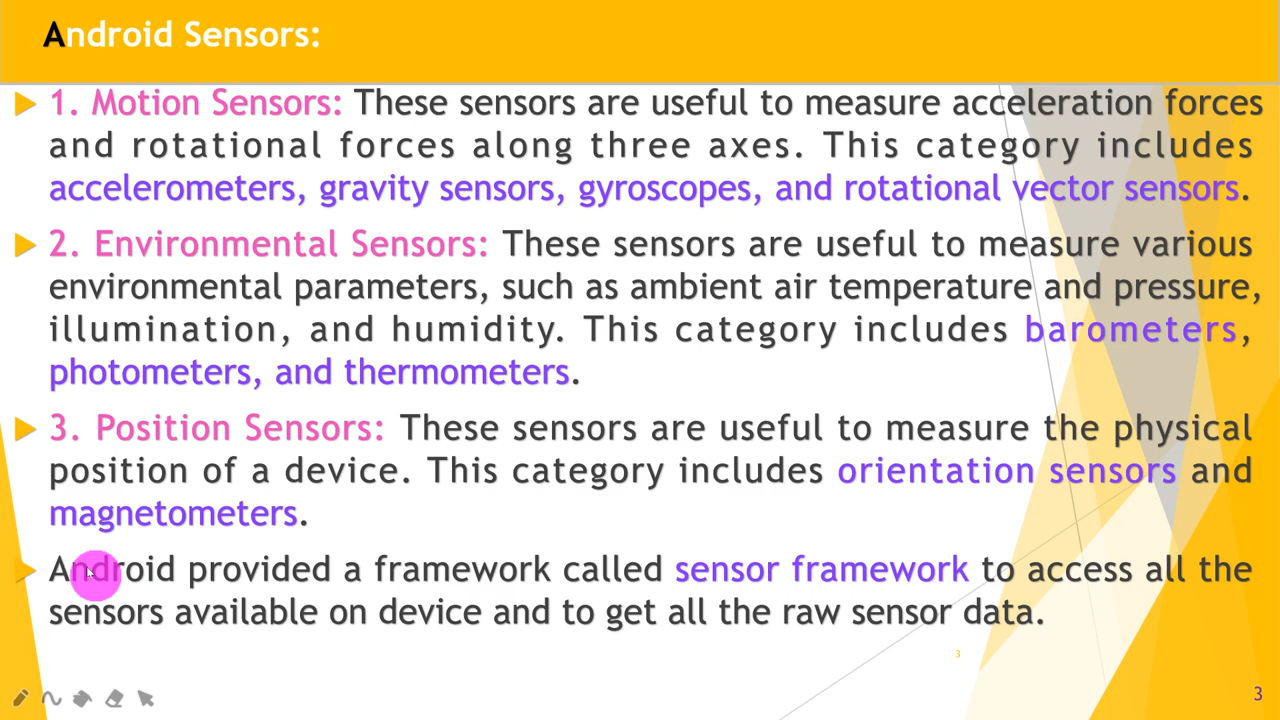 Android Sensors:
1. Motion Sensors: These sensors are useful to measure acceleration forces
and rotational forces along three axes. This category includes
accelerometers, gravity sensors, gyroscopes, and rotational vector sensors.
2. Environmental Sensors: These sensors are useful to measure various
environmental parameters, such as ambient air temperature and pressure,
illumination, and humidity. This category includes barometers,
photometers, and thermometers.
3. Position Sensors: These sensors are useful to measure the physical
position of a device. This category includes orientation sensors and
magnetometers.
Android provided a framework called sensor framework to access all the
sensors available on device and to get all the raw sensor data.
3
3